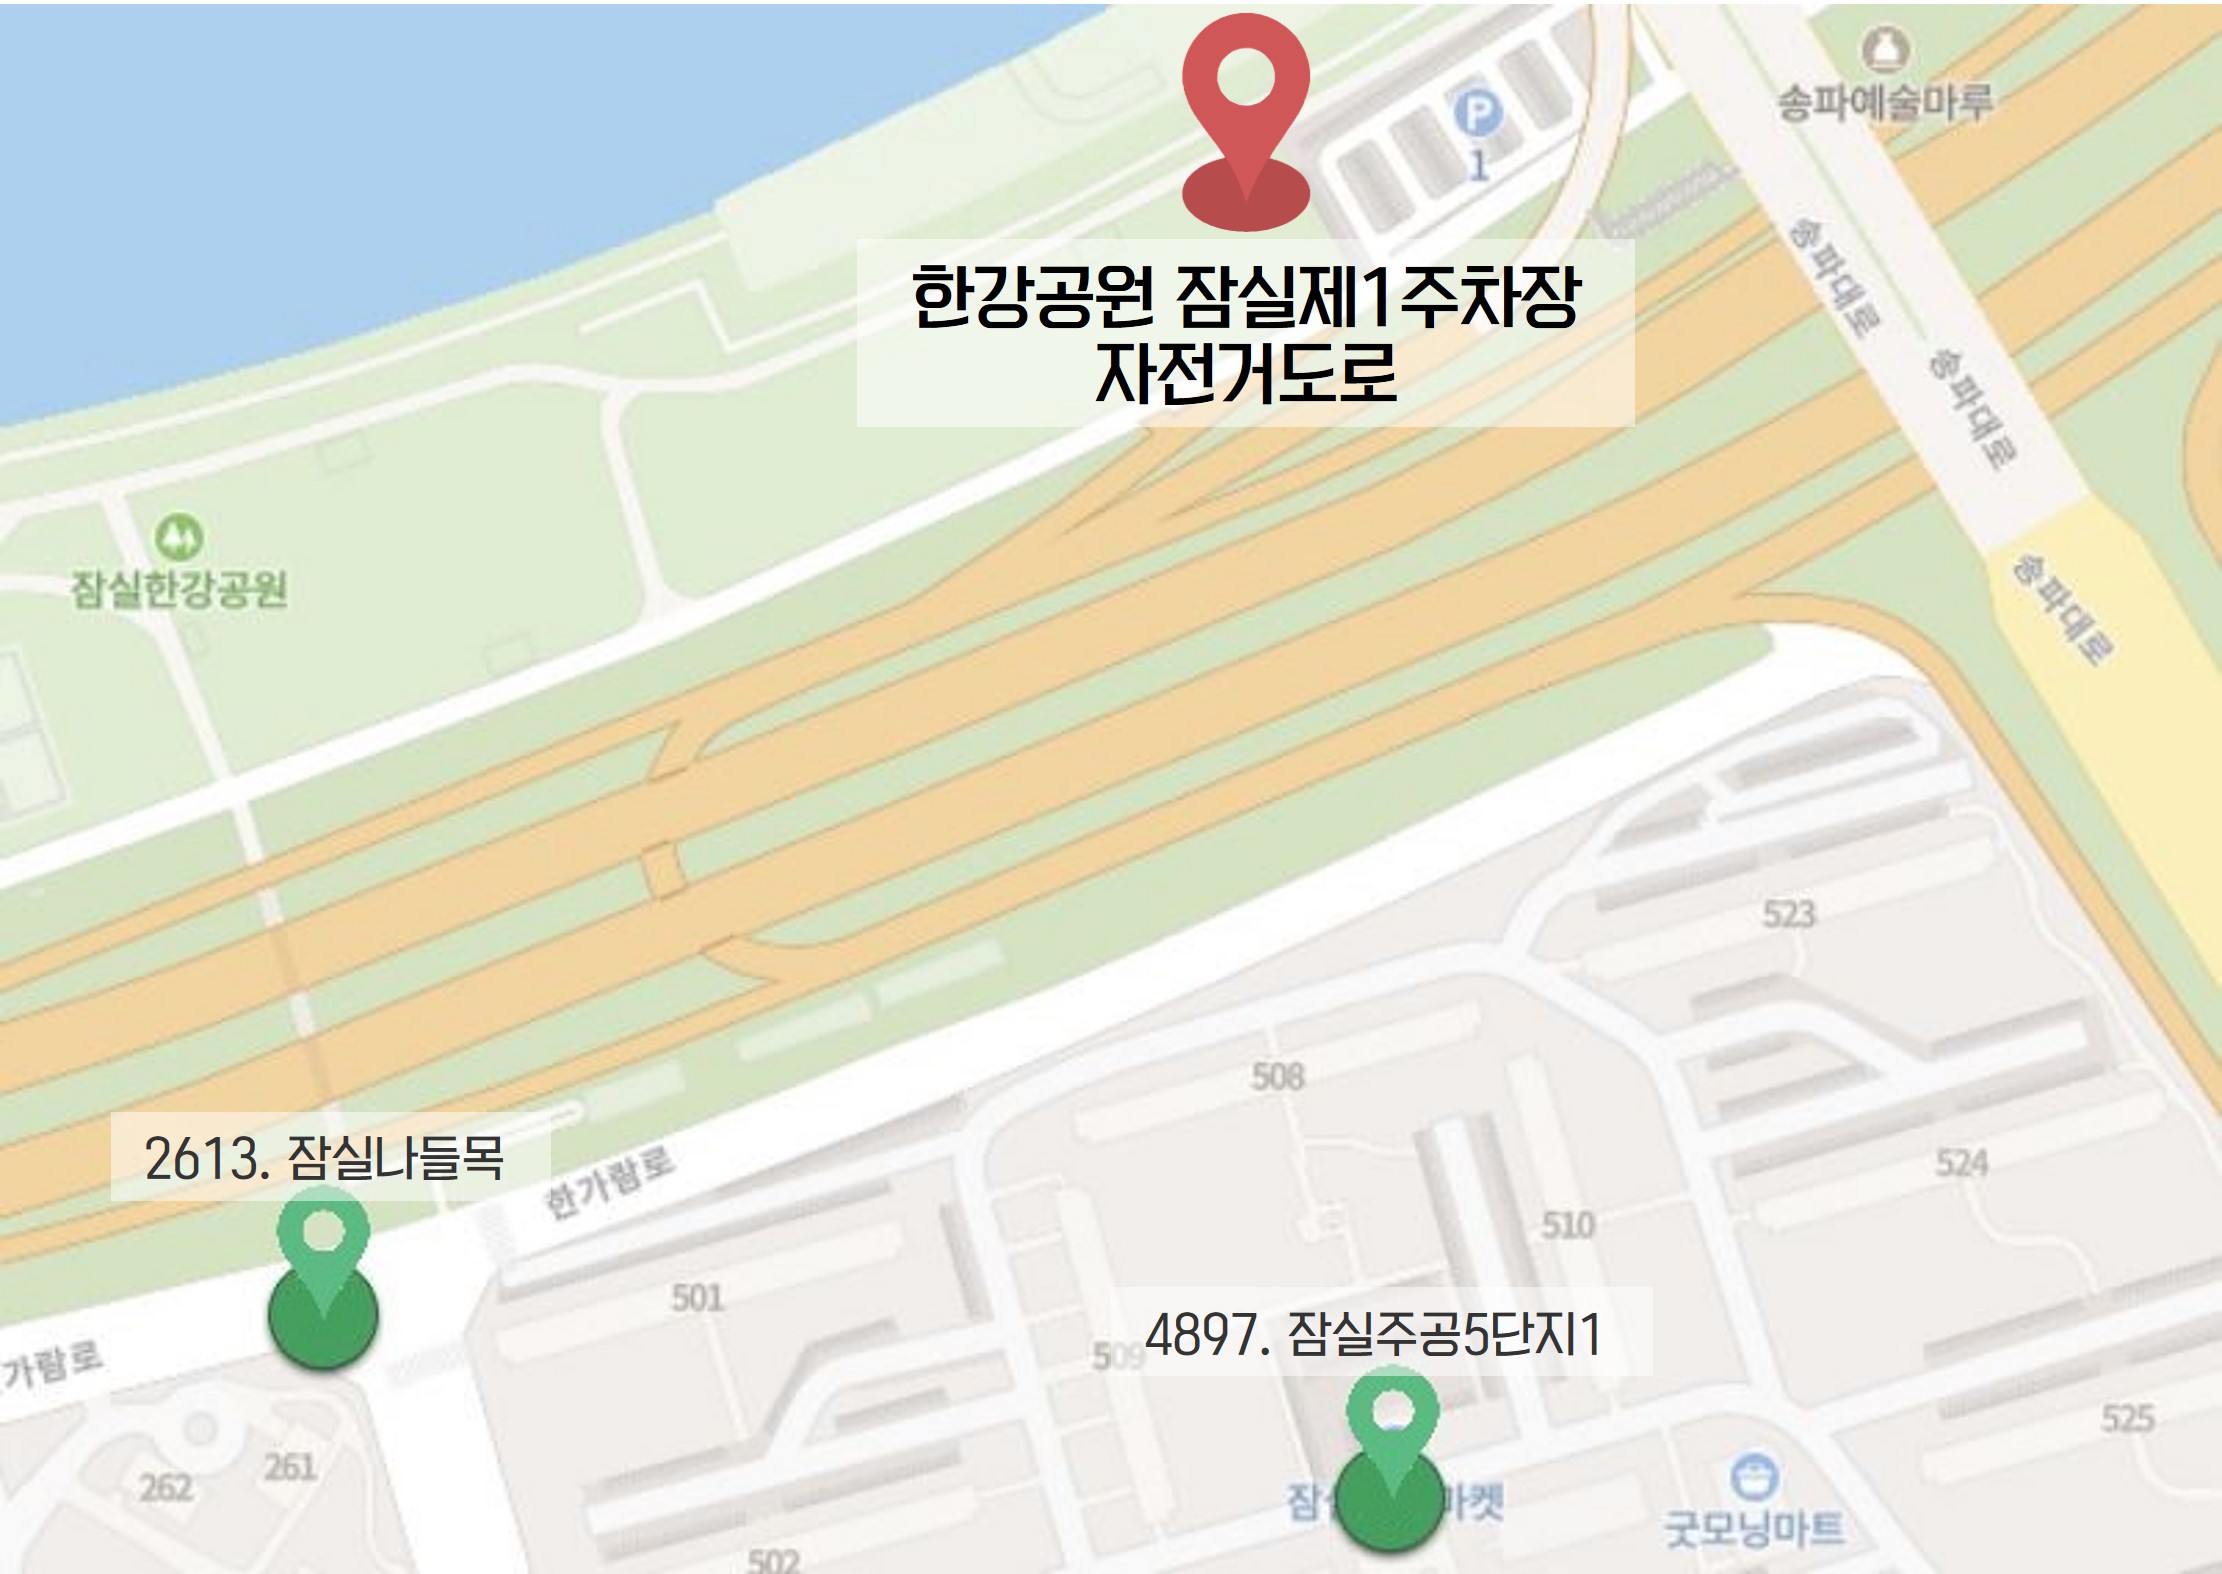 송파예술마루
P
1
송파대로
한강공원 잠실제1주차장
자전거도로
송파대로
송파대로
잠실한강공원
523
508
2613. 잠실나들목
한가람로
524
510
501
4897. 잠실주공5단지1
509
가람로
525
261
262
마켓
굿모닝마트
502